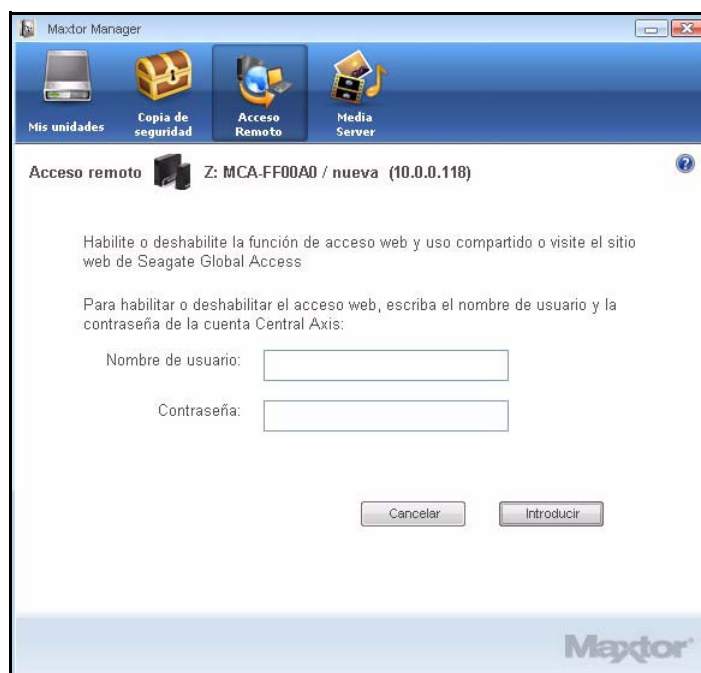 Maxtor Manager
Mis unidades
Copia de
seguridad
Acceso
Remoto
Media
Server
Acceso remoto Z: MCA-FF00A0 / nueva (10.0.0.118)
?
Habilite o deshabilite la función de acceso web y uso compartido o visite el sitio
web de Seagate Global Access
Para habilitar o deshabilitar el acceso web, escriba el nombre de usuario y la
contraseña de la cuenta Central Axis:
Nombre de usuario:
Contraseña:
Cancelar Introducir
Maxtor